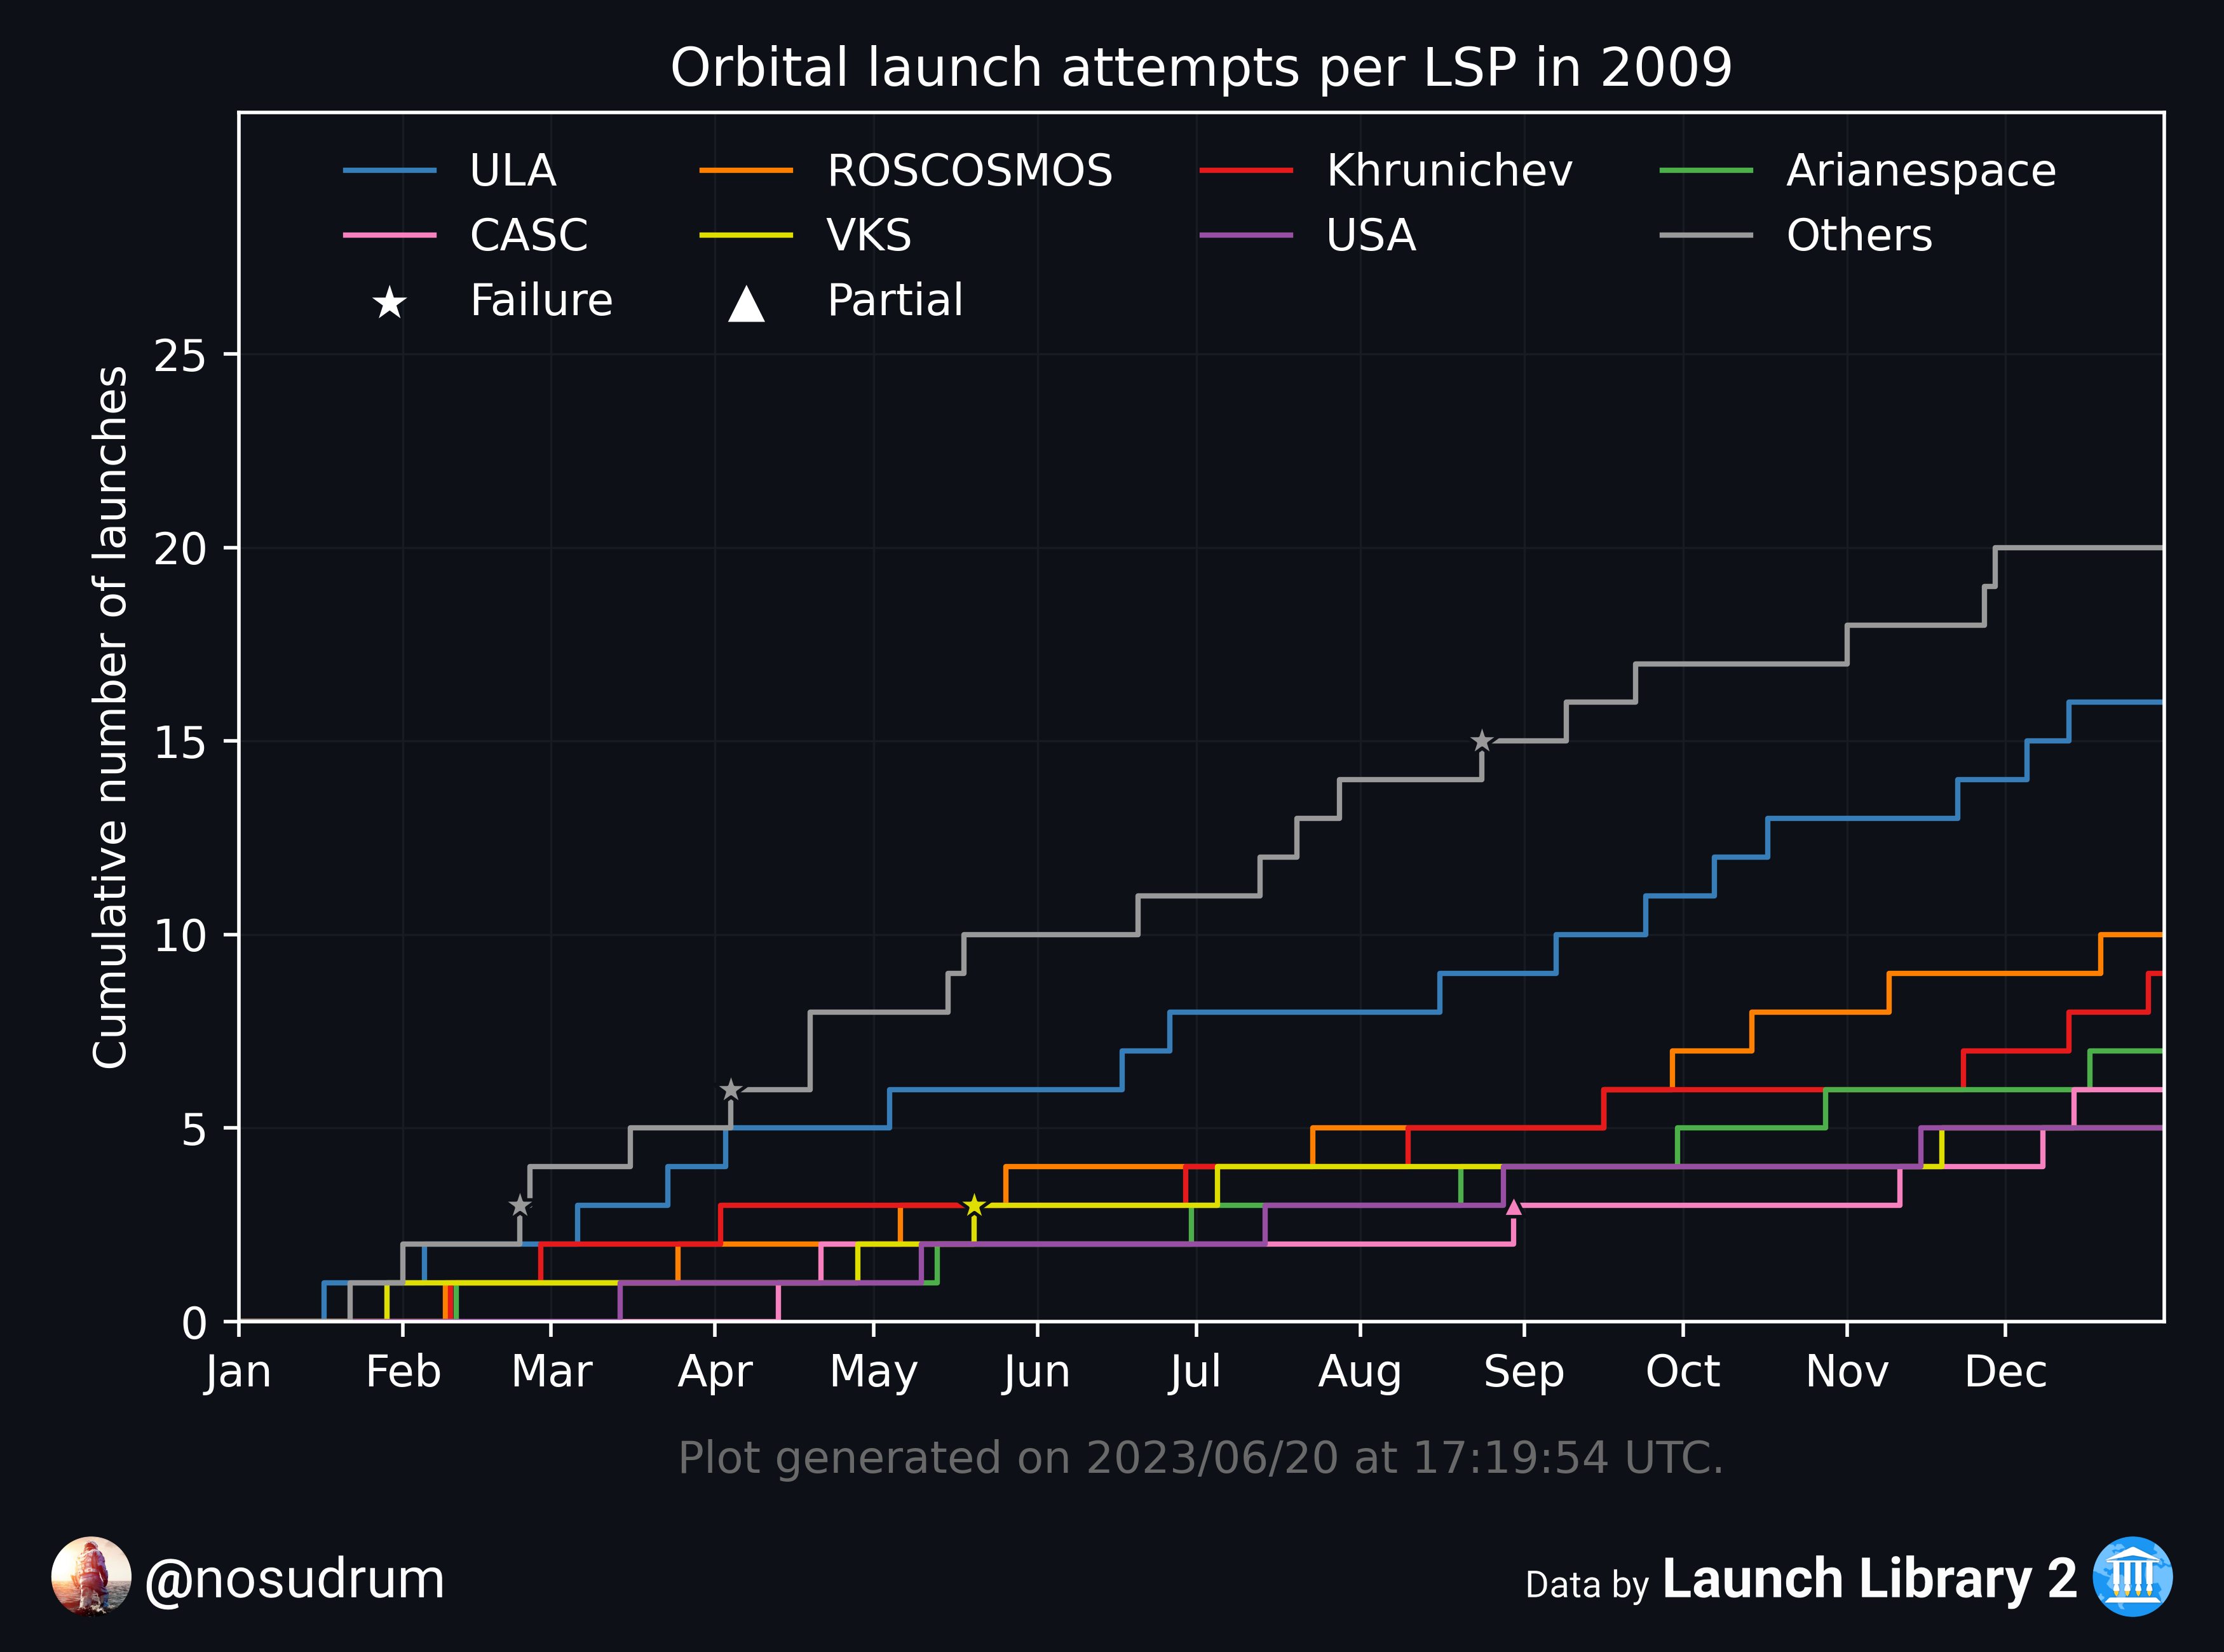 Orbital launch attempts per LSP in 2009
ULA ROSCOSMOS Khrunichev Arianespace
CASC VKS USA Others
Failure Partial
Cumulative number of launches
25
20
15
10
5
0
Jan Feb Mar Apr May Jun Jul Aug Sep Oct Nov Dec
Plot generated on 2023/06/20 at 17:19:54 UTC.
@nosudrum
Data by Launch Library 2